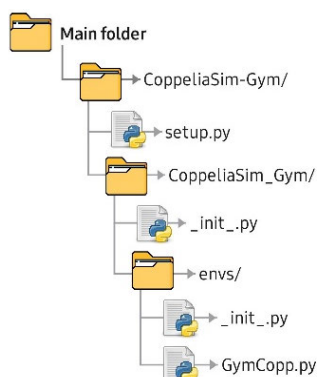 Main folder
CoppeliaSim-Gym/
setup.py
CoppeliaSim_Gym/
_init_.py
envs/
_init_.py
GymCopp.py